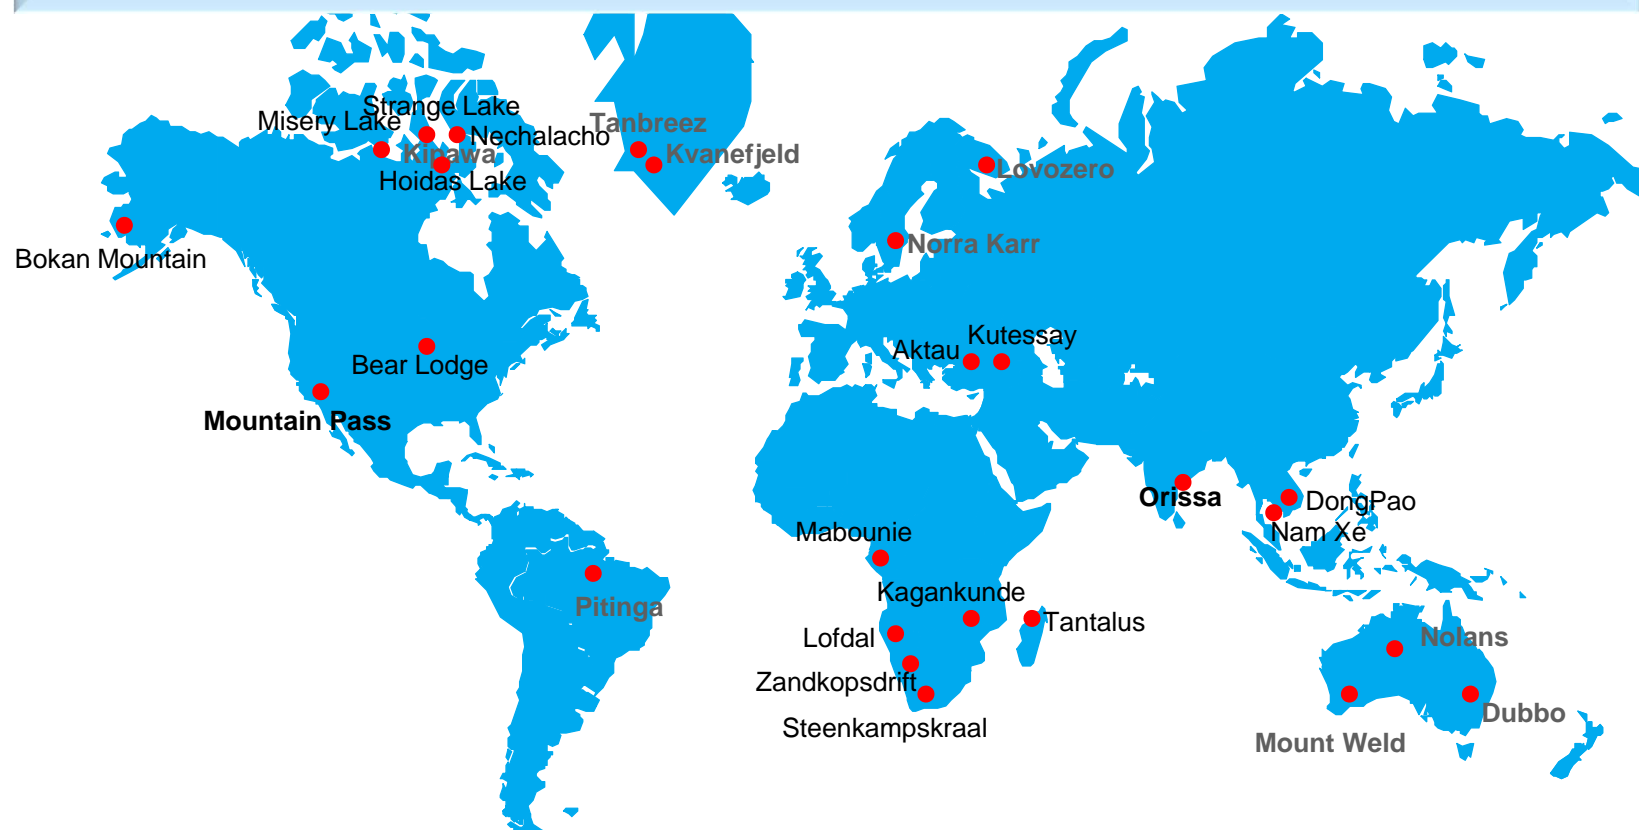 Strange Lake
Misery Lake
Nechalacho
Tanbreez
Kipawa
Kvanefjeld
Hoidas Lake
Lovozero
Bokan Mountain
Norra Karr
Kutessay
Aktau
Bear Lodge
Mountain Pass
Orissa
DongPao
Nam Xe
Mabounie
Kagankunde
Pitinga
Tantalus
Lofdal
Nolans
Zandkopsdrift
Dubbo
Steenkampskraal
Mount Weld